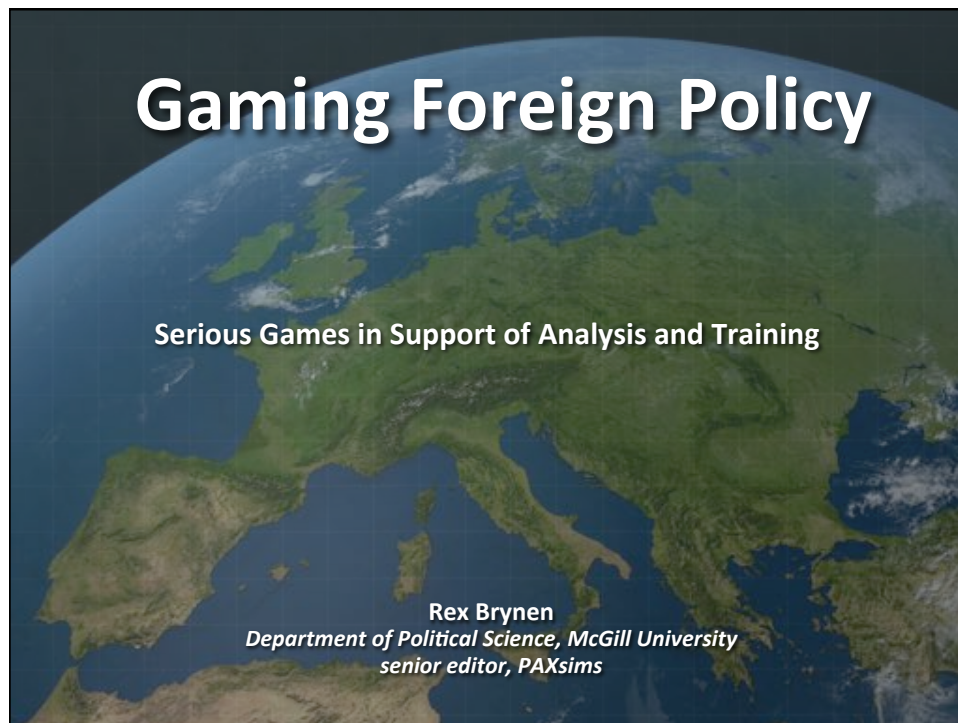 Gaming Foreign Policy
Serious Games in Support of Analysis and Training
Rex Brynen
Department of Political Science, McGill University
senior editor, PAXsims